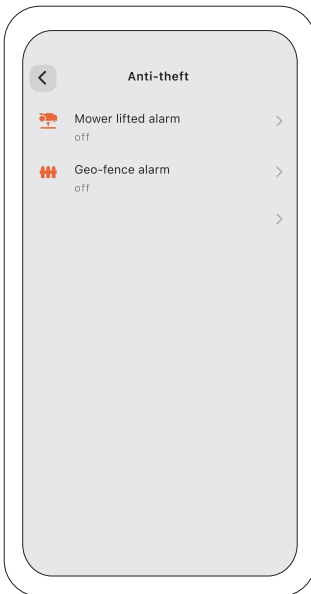 Anti-theft
Mower lifted alarm
off
Geo-fence alarm
off